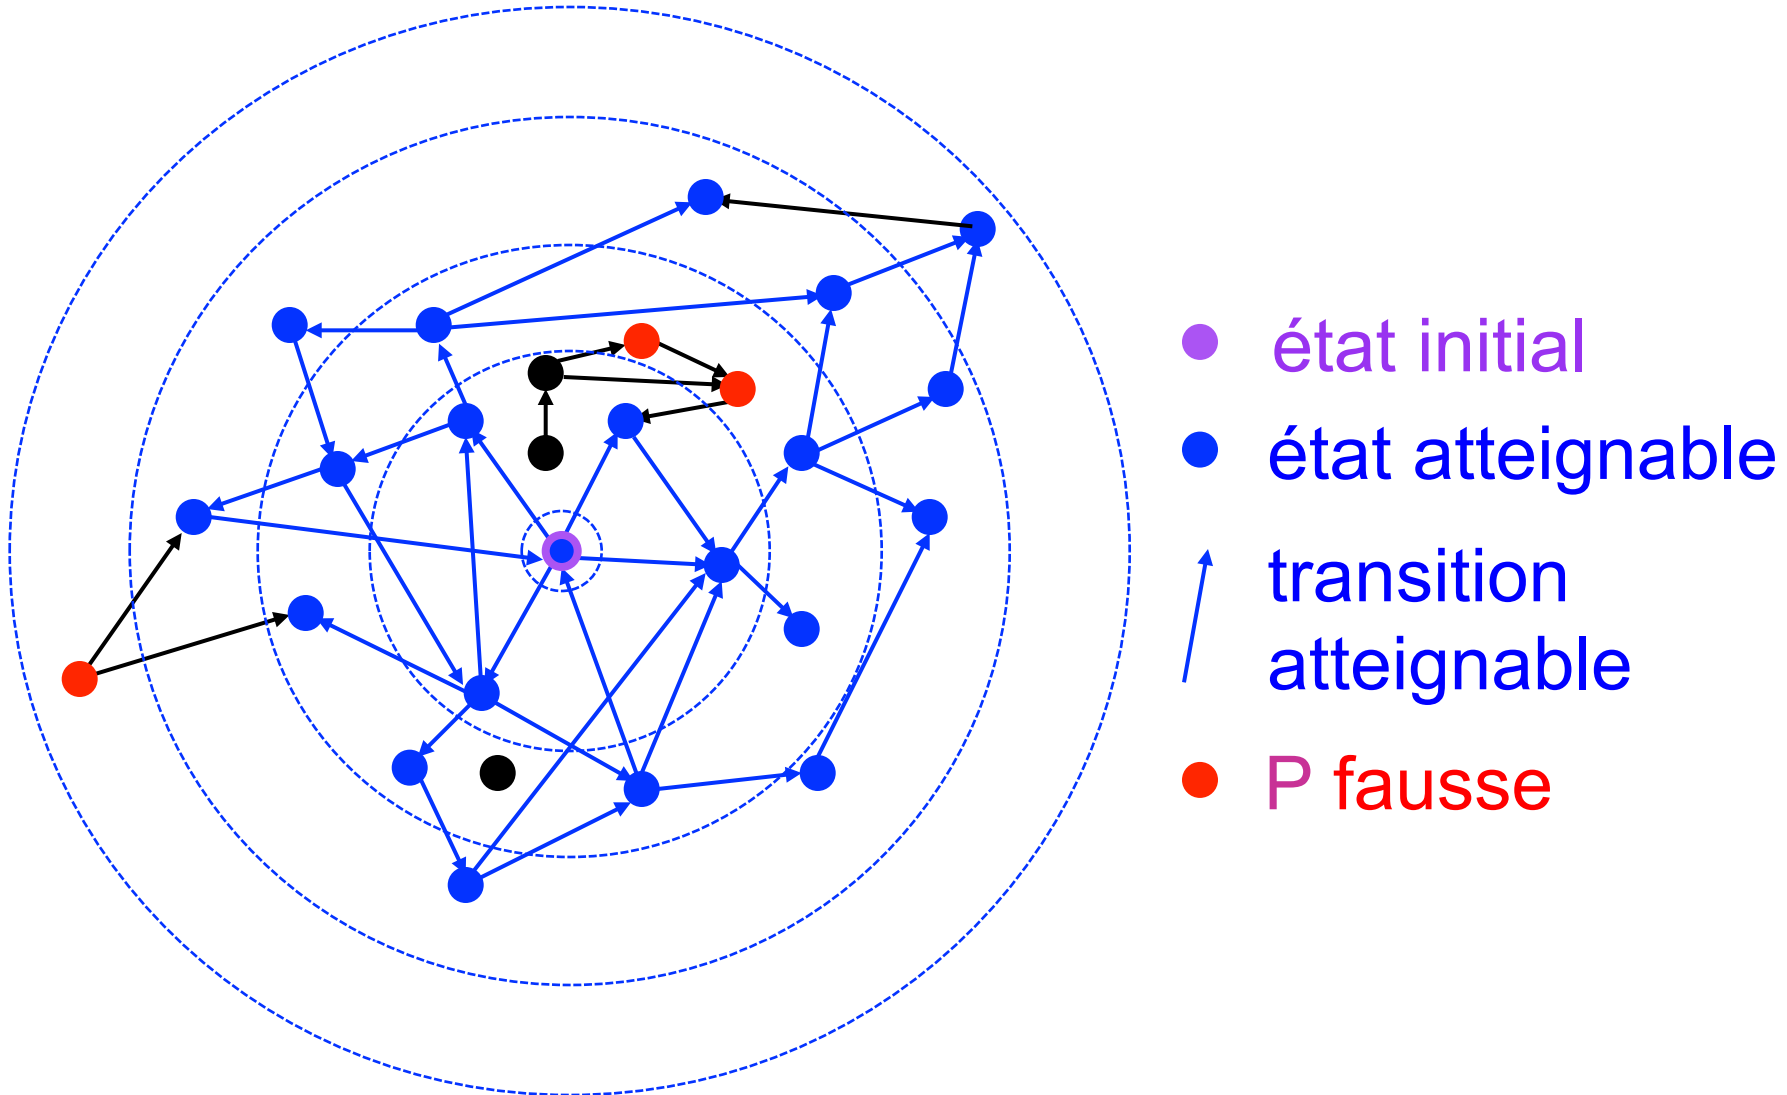 état initial
état atteignable
transition
atteignable
P fausse